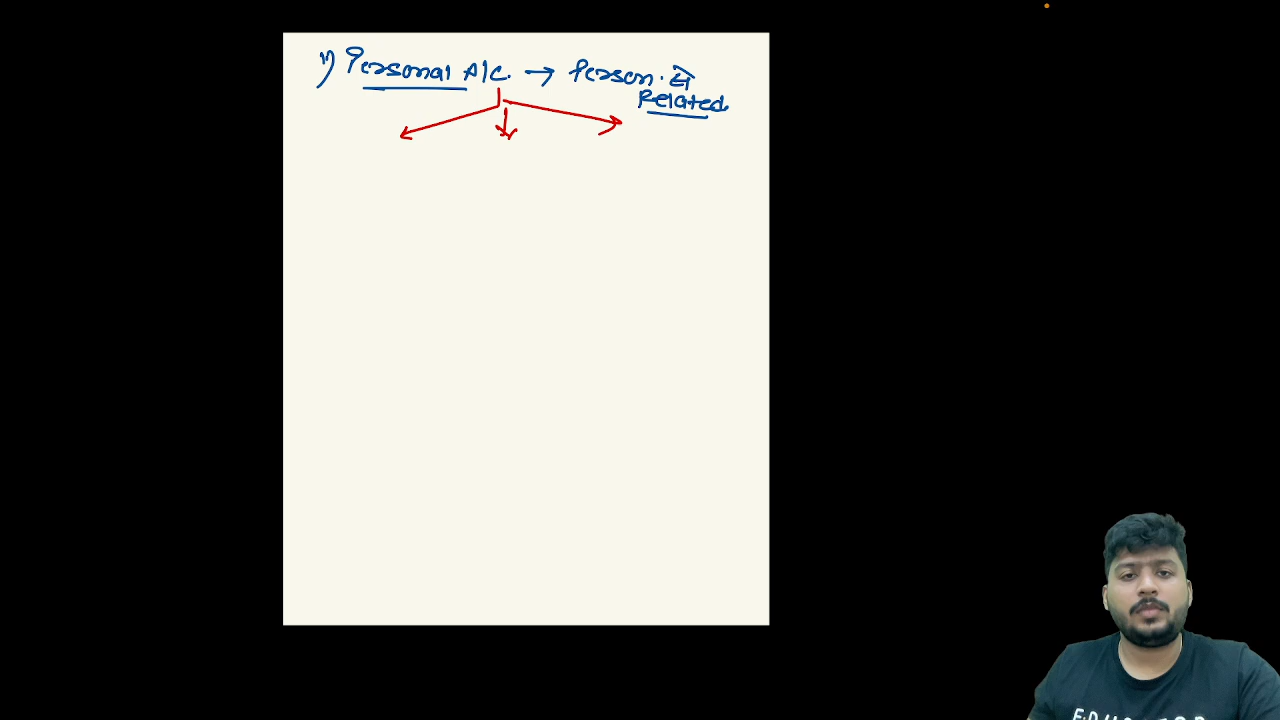 1) Personal A/C. → Person. से
Related